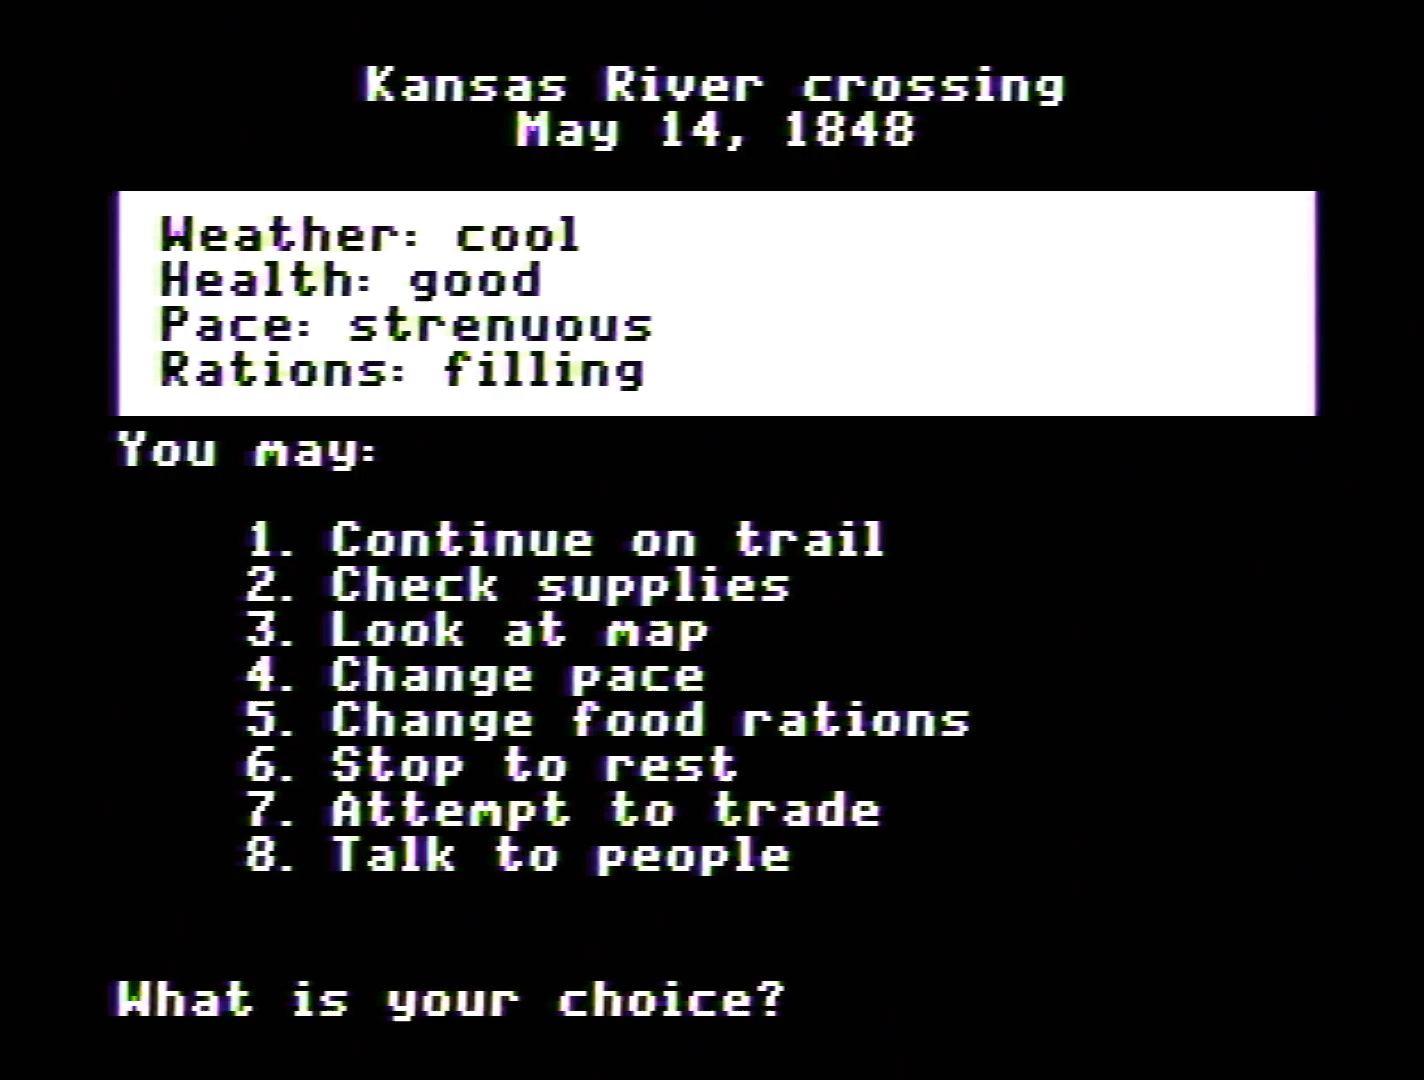 Kansas River crossing
May 14, 1848
Weather: cool
Health: good
Pace: strenuous
Rations: filling
You may:
1. Continue on trail
2. Check supplies
3. Look at map
4. Change pace
5. Change food rations
6. Stop to rest
7. Attempt to trade
8. Talk to people
What is your choice?